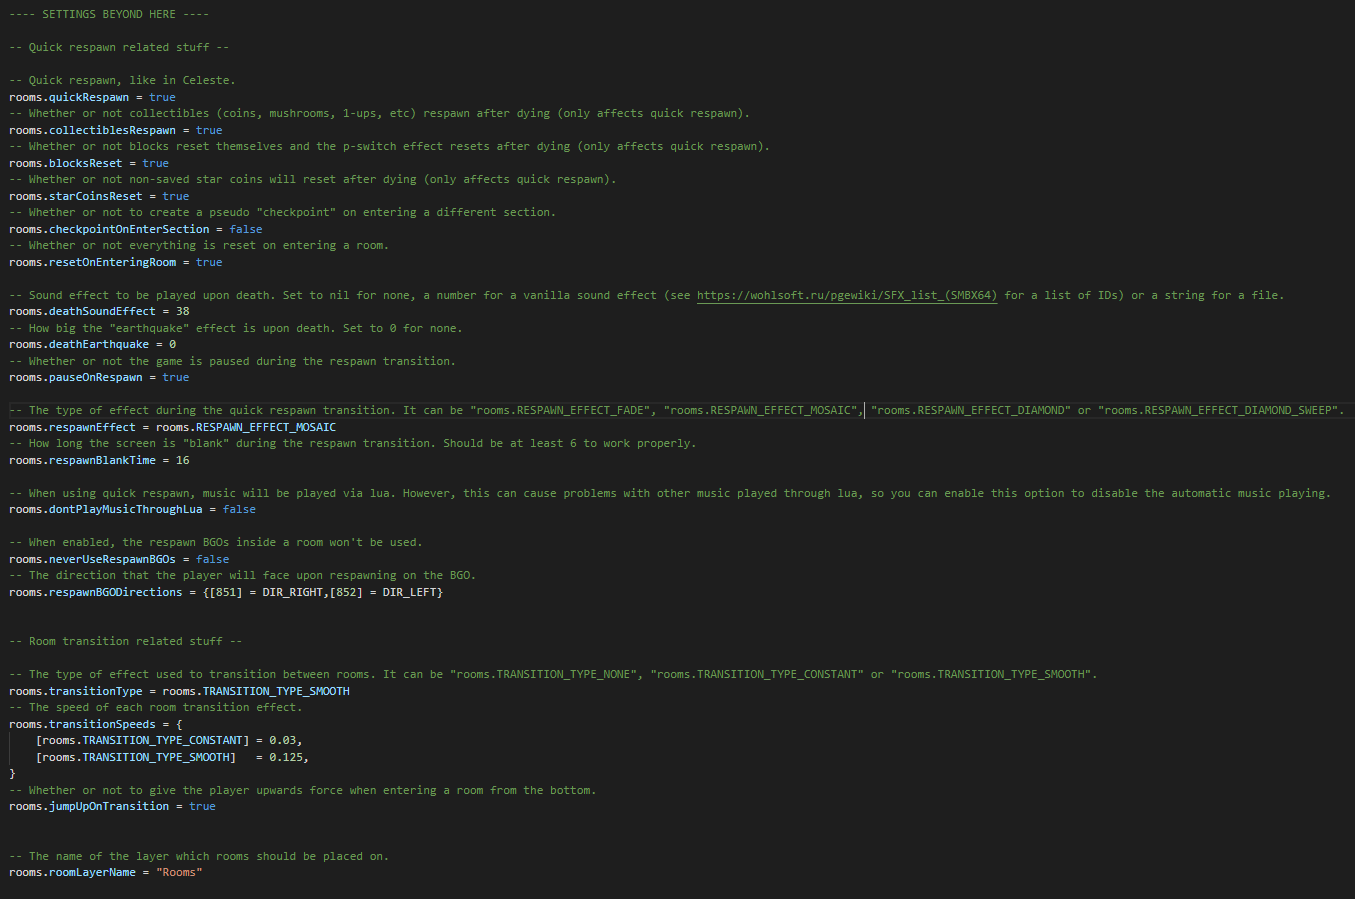 ---- SETTINGS BEYOND HERE ----
-- Quick respawn related stuff --
-- Quick respawn, like in Celeste.
rooms.quickRespawn = true
-- Whether or not collectibles (coins, mushrooms, 1-ups, etc) respawn after dying (only affects quick respawn).
rooms.collectiblesRespawn = true
-- Whether or not blocks reset themselves and the p-switch effect resets after dying (only affects quick respawn).
rooms.blocksReset = true
-- Whether or not non-saved star coins will reset after dying (only affects quick respawn).
rooms.starCoinsReset = true
-- Whether or not to create a pseudo "checkpoint" on entering a different section.
rooms.checkpointOnEnterSection = false
-- Whether or not everything is reset on entering a room.
rooms.resetOnEnteringRoom = true
-- Sound effect to be played upon death. Set to nil for none, a number for a vanilla sound effect (see https://wohlsoft.ru/pgewiki/SFX_list_(SMBX64) for a list of IDs) or a string for a file.
rooms.deathSoundEffect = 38
-- How big the "earthquake" effect is upon death. Set to 0 for none.
rooms.deathEarthquake = 0
-- Whether or not the game is paused during the respawn transition.
rooms.pauseOnRespawn = true
-- The type of effect during the quick respawn transition. It can be "rooms.RESPAWN_EFFECT_FADE", "rooms.RESPAWN_EFFECT_MOSAIC", "rooms.RESPAWN_EFFECT_DIAMOND" or "rooms.RESPAWN_EFFECT_DIAMOND_SWEEP".
rooms.respawnEffect = rooms.RESPAWN_EFFECT_MOSAIC
-- How long the screen is "blank" during the respawn transition. Should be at least 6 to work properly.
rooms.respawnBlankTime = 16
-- When using quick respawn, music will be played via lua. However, this can cause problems with other music played through lua, so you can enable this option to disable the automatic music playing.
rooms.dontPlayMusicThroughLua = false
-- When enabled, the respawn BGOs inside a room won't be used.
rooms.neverUseRespawnBGOs = false
-- The direction that the player will face upon respawning on the BGO.
rooms.respawnBGODirections = {[851] = DIR_RIGHT,[852] = DIR_LEFT}
-- Room transition related stuff --
-- The type of effect used to transition between rooms. It can be "rooms.TRANSITION_TYPE_NONE", "rooms.TRANSITION_TYPE_CONSTANT" or "rooms.TRANSITION_TYPE_SMOOTH".
rooms.transitionType = rooms.TRANSITION_TYPE_SMOOTH
-- The speed of each room transition effect.
rooms.transitionSpeeds = {
    [rooms.TRANSITION_TYPE_CONSTANT] = 0.03,
    [rooms.TRANSITION_TYPE_SMOOTH]   = 0.125,
}
-- Whether or not to give the player upwards force when entering a room from the bottom.
rooms.jumpUpOnTransition = true
-- The name of the layer which rooms should be placed on.
rooms.roomLayerName = "Rooms"